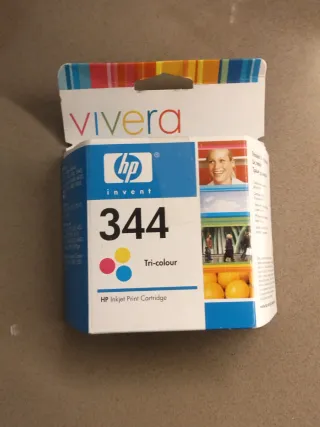 vivera
hp
invent
344
Tri-colour
HP Inkjet Print Cartridge